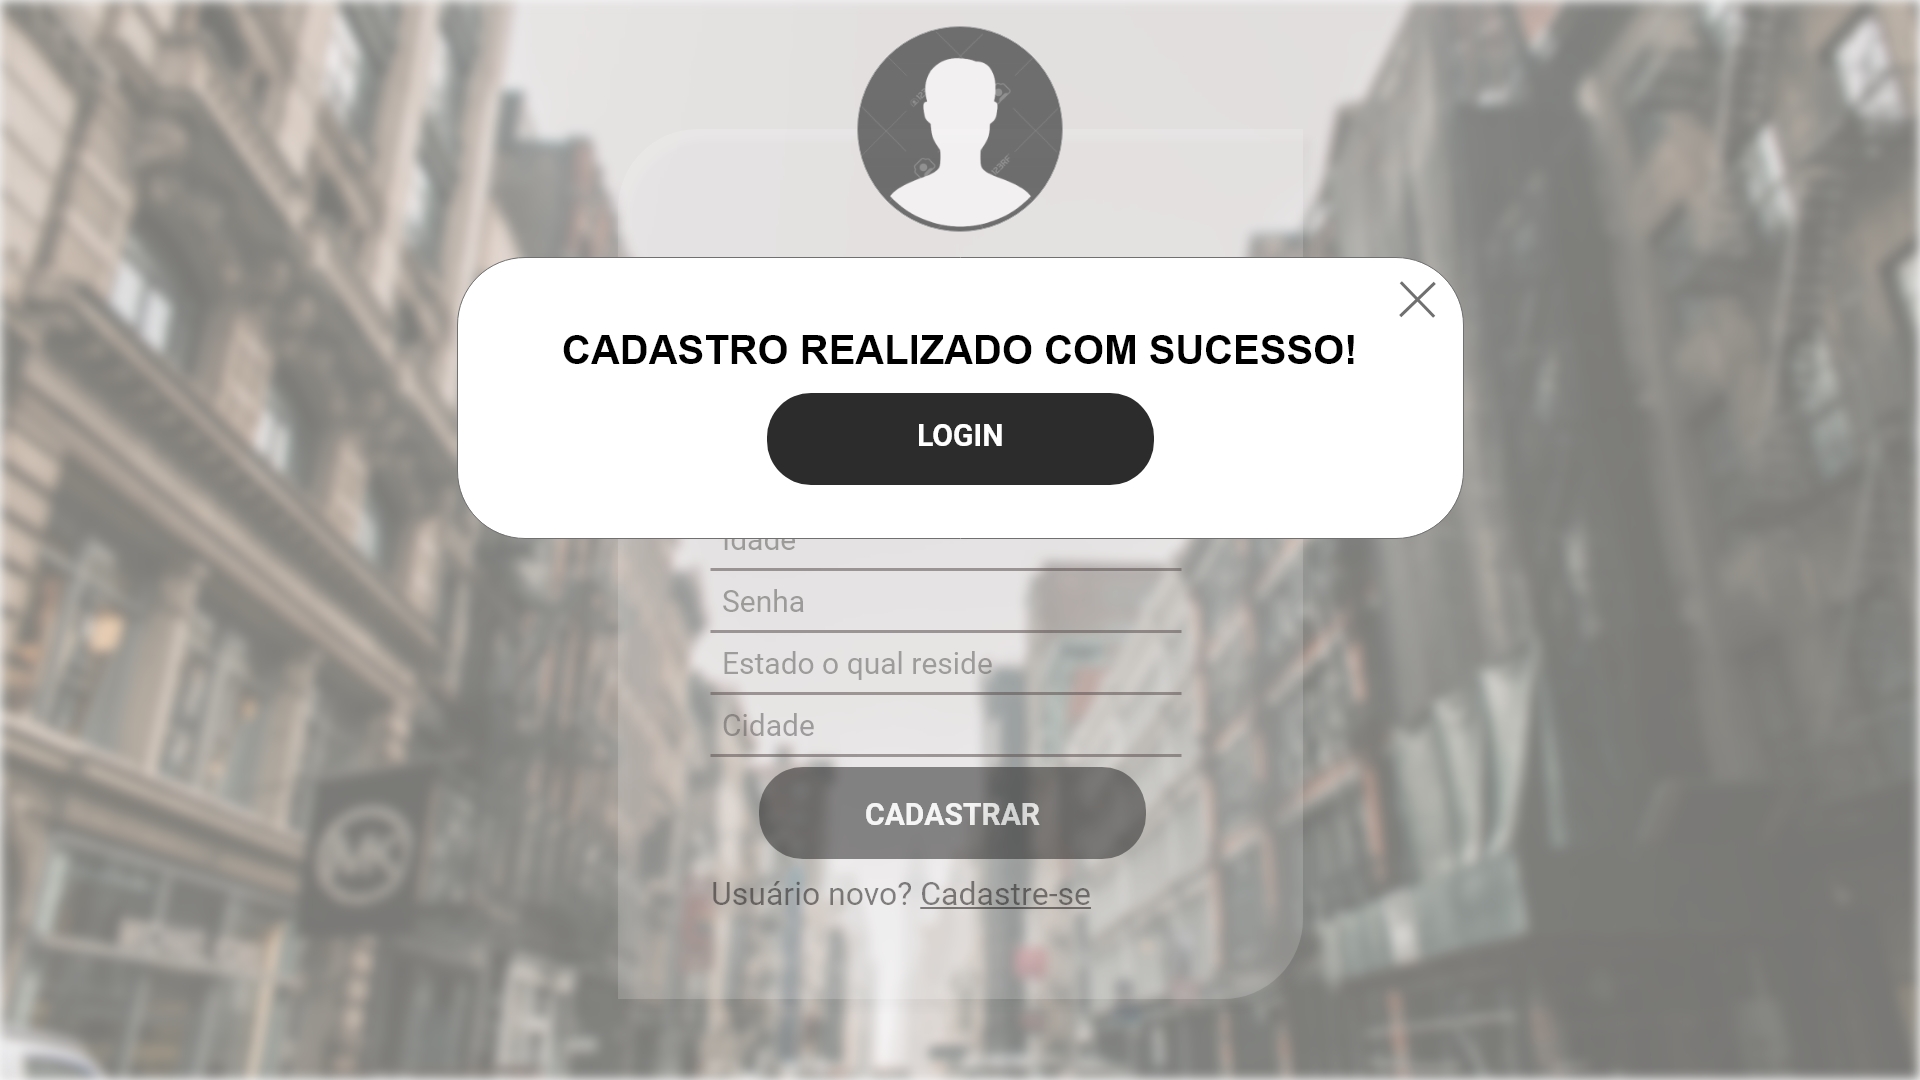 CADASTRO REALIZADO COM SUCESSO!
LOGIN
Idade
Senha
Estado o qual reside
Cidade
CADASTRAR
Usuário novo? Cadastre-se